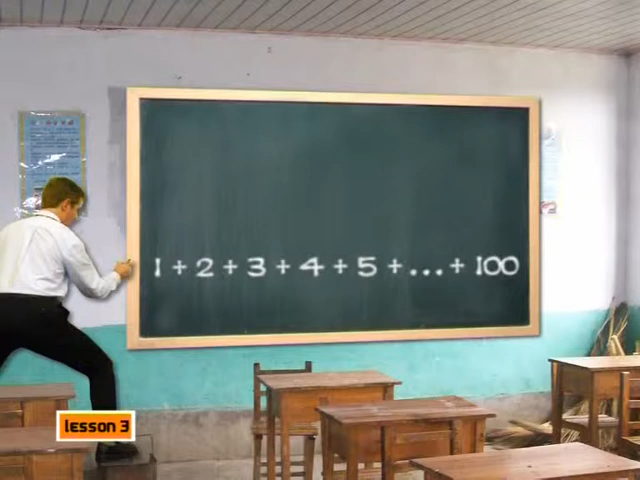 1 + 2 + 3 + 4 + 5 + ... + 100
lesson 3